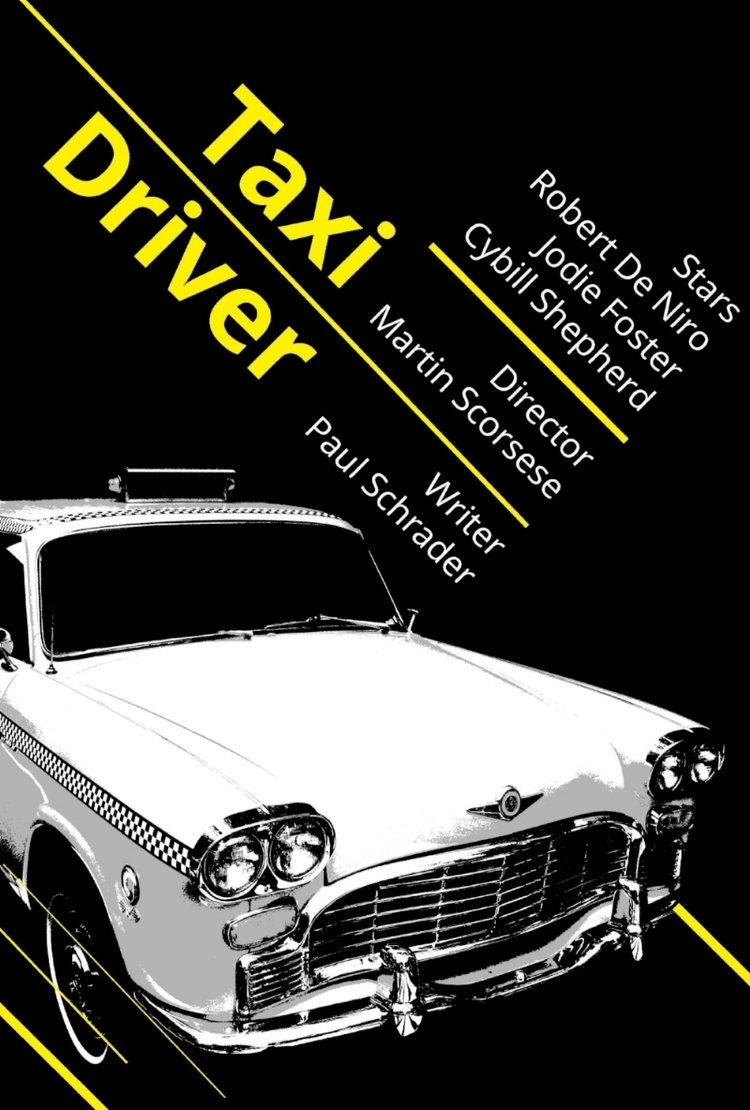 Taxi
Driver
Stars
Robert De Niro
Jodie Foster
Cybill Shepherd
Director
Martin Scorsese
Writer
Paul Schrader